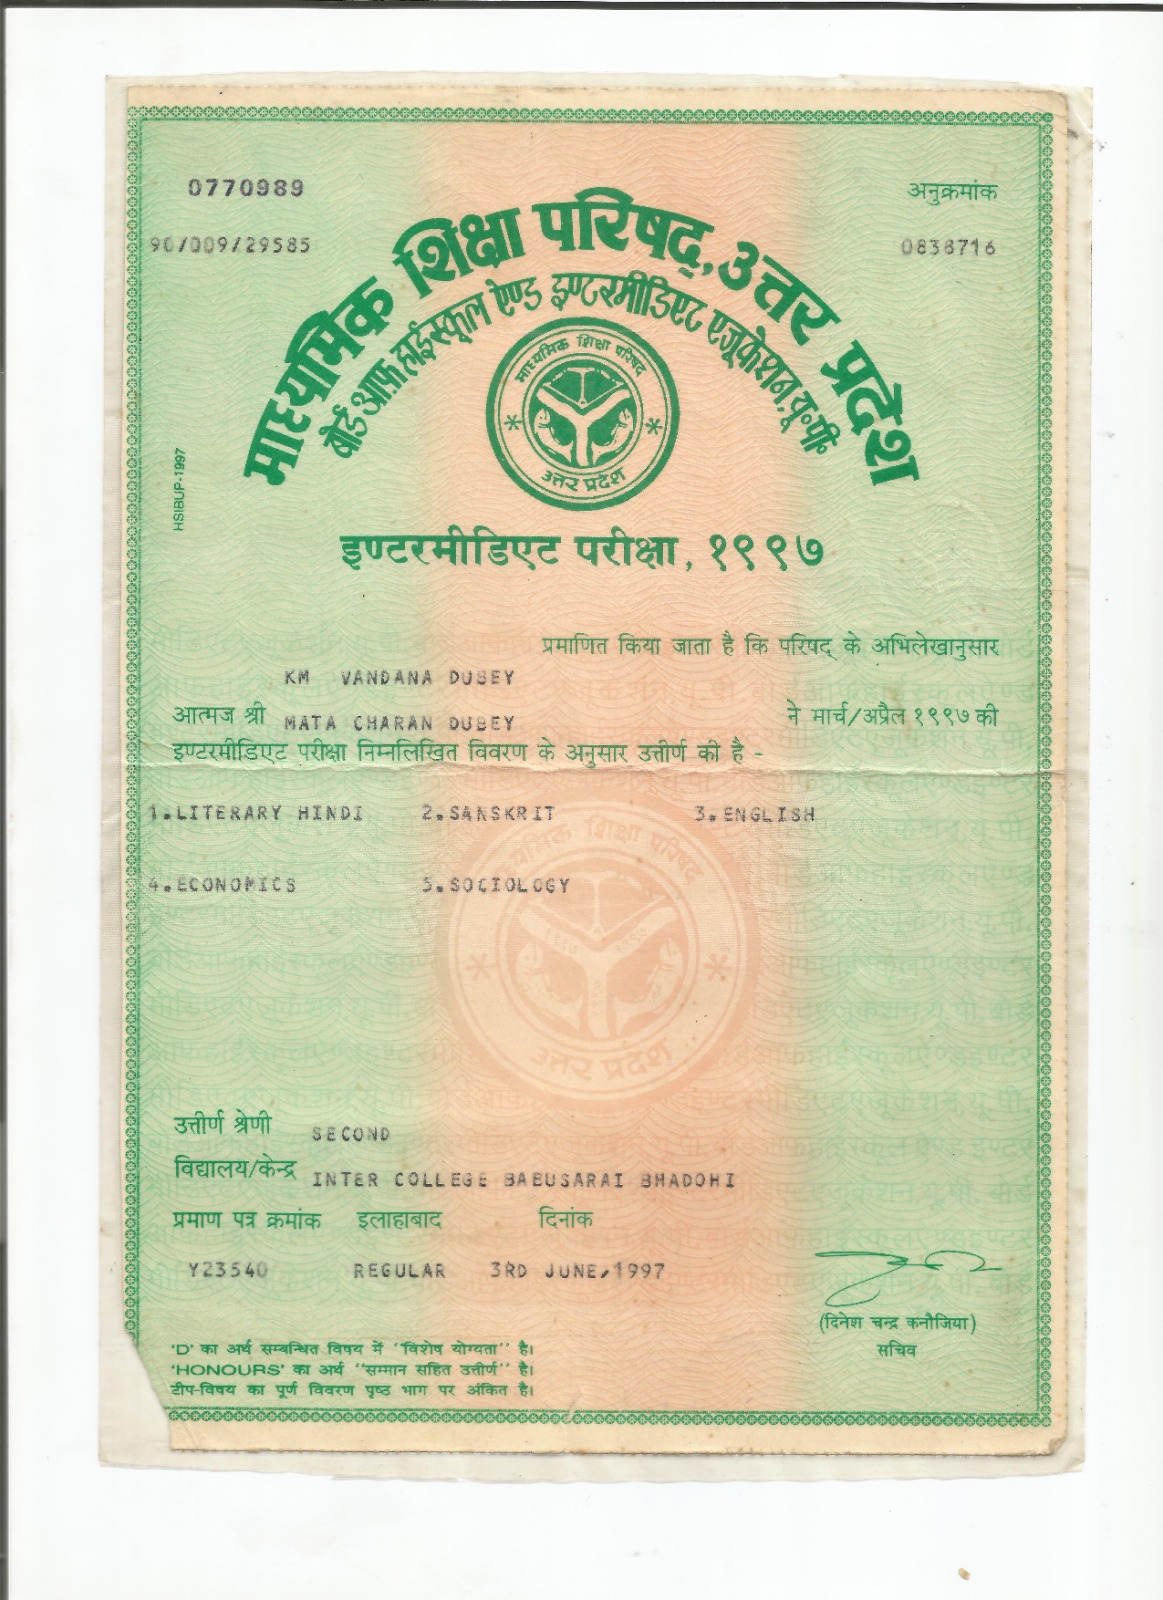 0770989
अनुक्रमांक
90/009/29585
0838716
माध्यमिक शिक्षा परिषद्, उत्तर प्रदेश
बोर्ड आफ़ हाईस्कूल ऐण्ड इण्टरमीडिएट एजूकेशन, यू॰पी॰
माध्यमिक शिक्षा परिषद
उत्तर प्रदेश
HSIBUP-1997
इण्टरमीडिएट परीक्षा, १९९७
प्रमाणित किया जाता है कि परिषद् के अभिलेखानुसार
KM VANDANA DUBEY
आत्मज श्री MATA CHARAN DUBEY ने मार्च/अप्रैल १९९७ की
इण्टरमीडिएट परीक्षा निम्नलिखित विवरण के अनुसार उत्तीर्ण की है -
1.LITERARY HINDI 2.SANSKRIT 3.ENGLISH
4.ECONOMICS 5.SOCIOLOGY
उत्तीर्ण श्रेणी SECOND
विद्यालय/केन्द्र INTER COLLEGE BABUSARAI BHADOHI
प्रमाण पत्र क्रमांक इलाहाबाद दिनांक
Y23540 REGULAR 3RD JUNE,1997
(दिनेश चन्द्र कनौजिया)
सचिव
'D' का अर्थ सम्बन्धित विषय में "विशेष योग्यता" है।
'HONOURS' का अर्थ "सम्मान सहित उत्तीर्ण" है।
टीप-विषय का पूर्ण विवरण पृष्ठ भाग पर अंकित है।